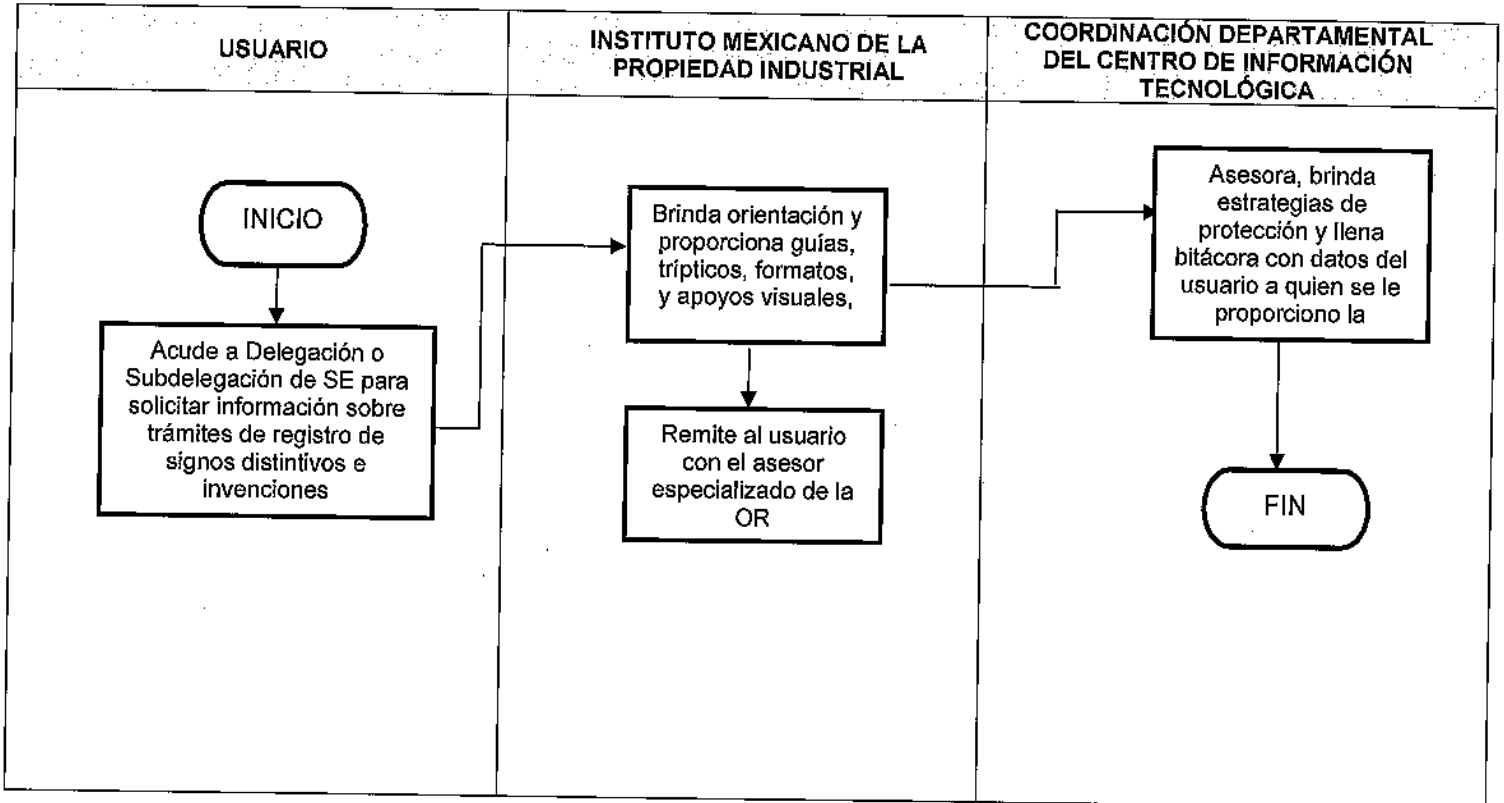 USUARIO
INSTITUTO MEXICANO DE LA
PROPIEDAD INDUSTRIAL
COORDINACIÓN DEPARTAMENTAL
DEL CENTRO DE INFORMACIÓN
TECNOLÓGICA
INICIO
Acude a Delegación o
Subdelegación de SE para
solicitar información sobre
trámites de registro de
signos distintivos e
invenciones
Brinda orientación y
proporciona guías,
trípticos, formatos,
y apoyos visuales,
Remite al usuario
con el asesor
especializado de la
OR
Asesora, brinda
estrategias de
protección y llena
bitácora con datos del
usuario a quien se le
proporciono la
FIN